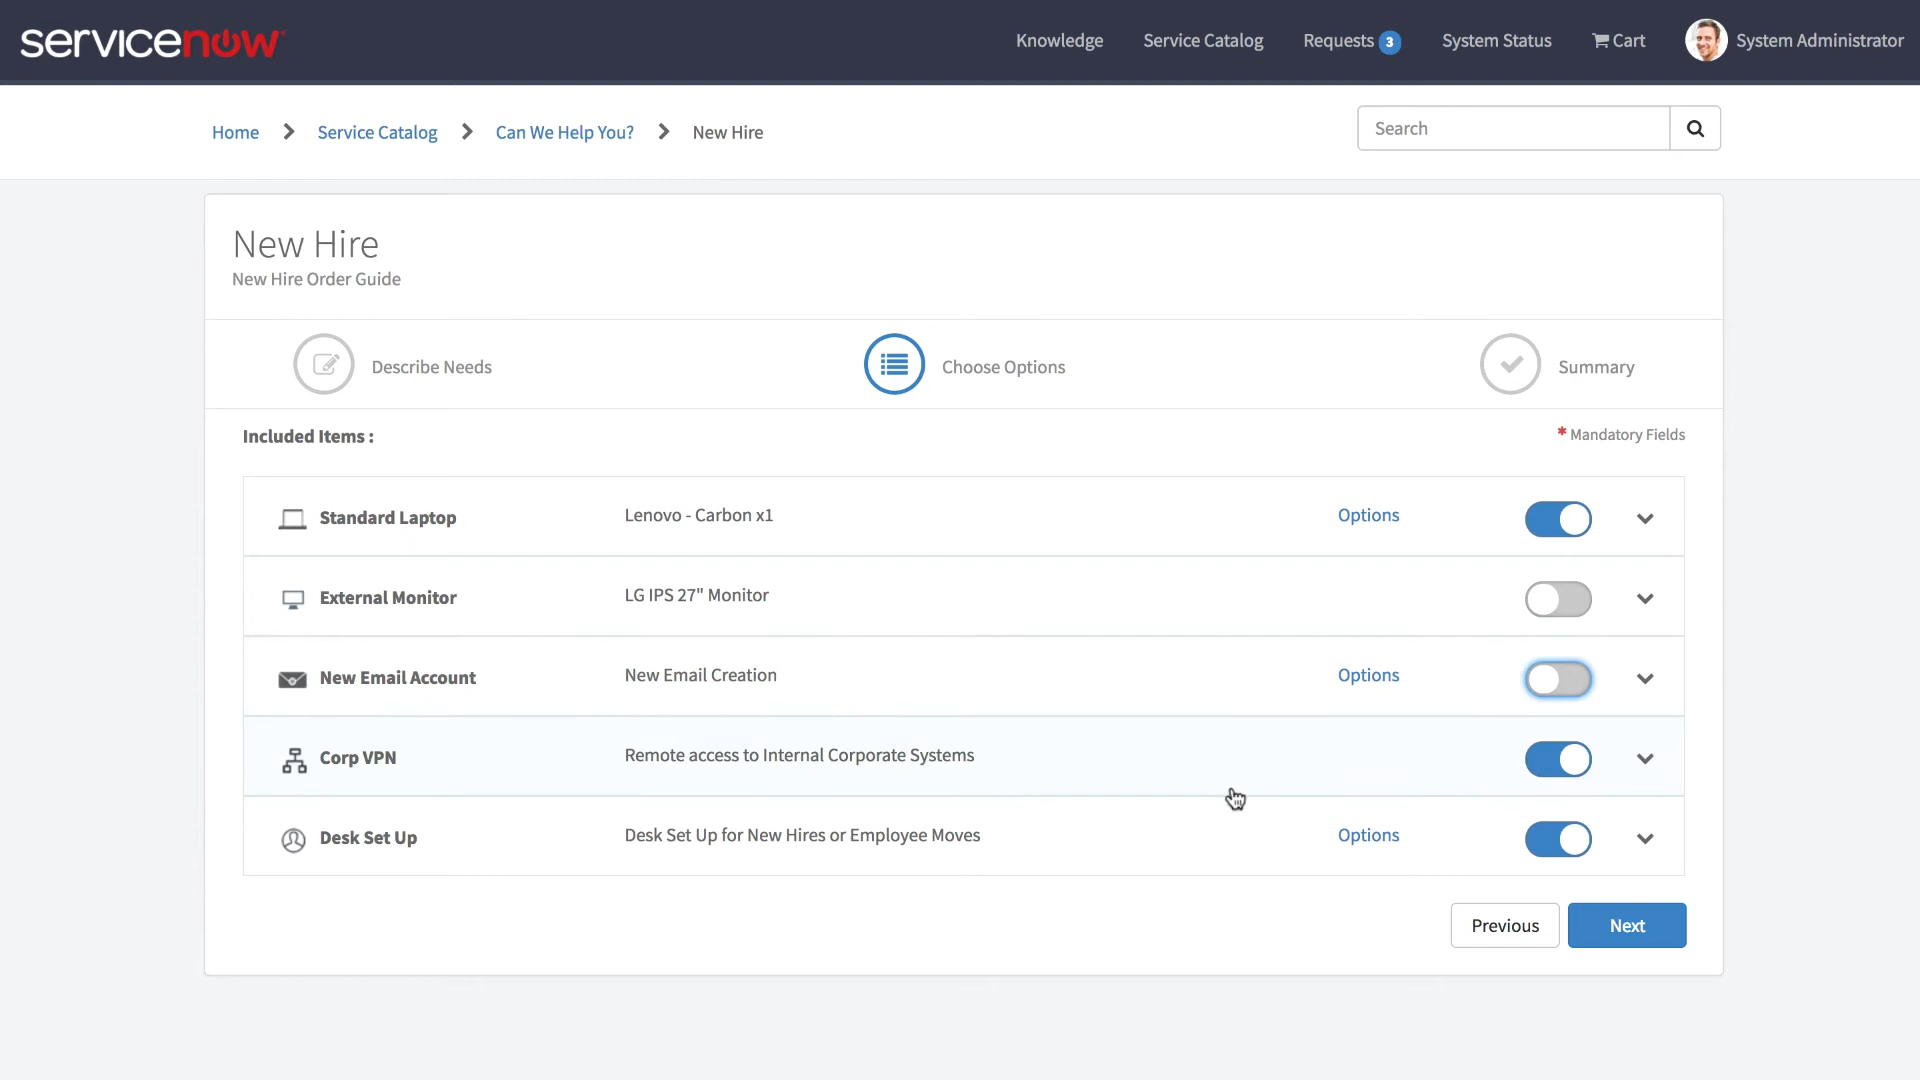 servicenow
Knowledge Service Catalog Requests 3 System Status Cart System Administrator
Home Service Catalog Can We Help You? New Hire
Search
New Hire
New Hire Order Guide
Describe Needs Choose Options Summary
Included Items : * Mandatory Fields
Standard Laptop Lenovo - Carbon x1 Options
External Monitor LG IPS 27" Monitor
New Email Account New Email Creation Options
Corp VPN Remote access to Internal Corporate Systems
Desk Set Up Desk Set Up for New Hires or Employee Moves Options
Previous Next